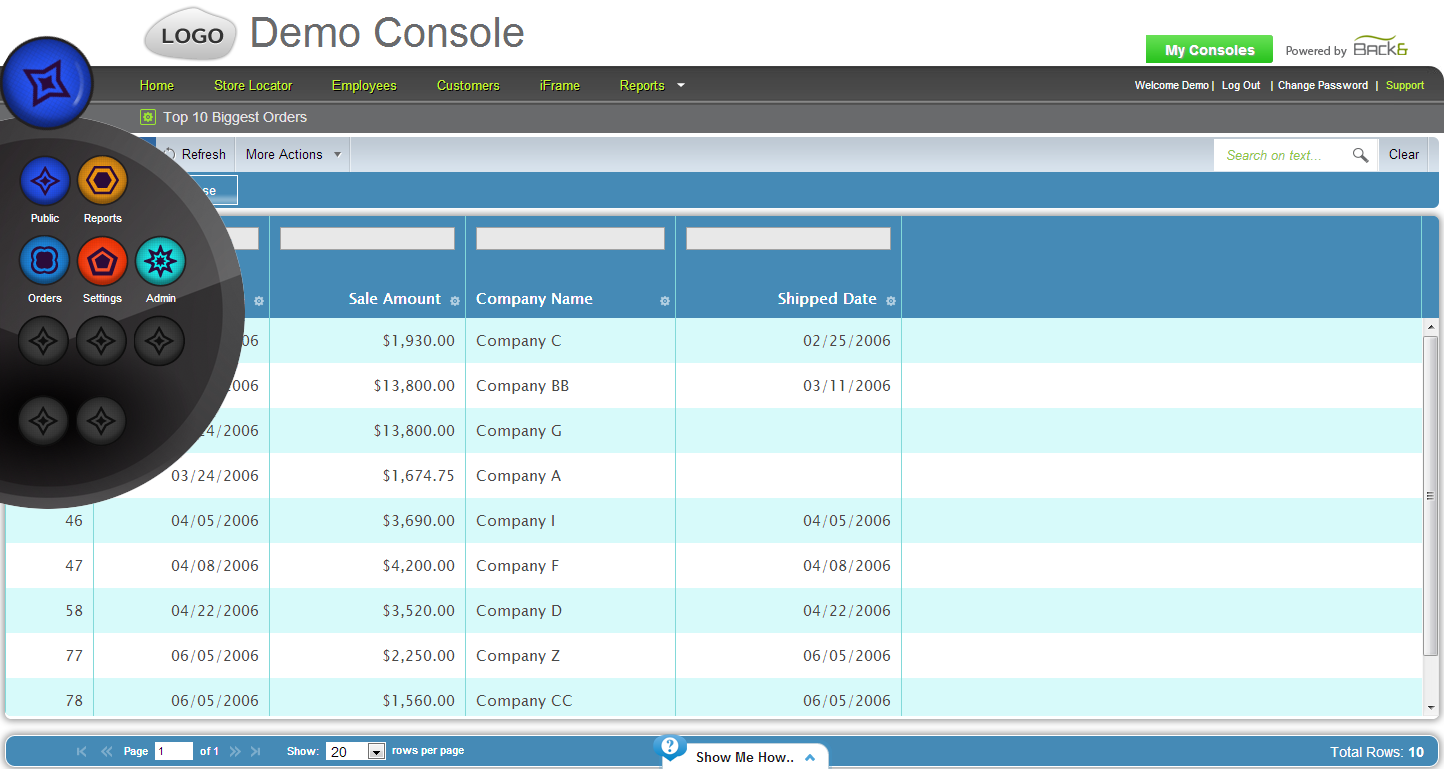 LOGO Demo Console
My Consoles Powered by BACK&
Home Store Locator Employees Customers iFrame Reports Welcome Demo | Log Out | Change Password | Support
Top 10 Biggest Orders
Refresh More Actions Search on text... Clear
se
Public Reports
Orders Settings Admin
Sale Amount Company Name Shipped Date
06 $1,930.00 Company C 02/25/2006
2006 $13,800.00 Company BB 03/11/2006
24/2006 $13,800.00 Company G
03/24/2006 $1,674.75 Company A
46 04/05/2006 $3,690.00 Company I 04/05/2006
47 04/08/2006 $4,200.00 Company F 04/08/2006
58 04/22/2006 $3,520.00 Company D 04/22/2006
77 06/05/2006 $2,250.00 Company Z 06/05/2006
78 06/05/2006 $1,560.00 Company CC 06/05/2006
Page 1 of 1 Show: 20 rows per page ? Show Me How.. Total Rows: 10